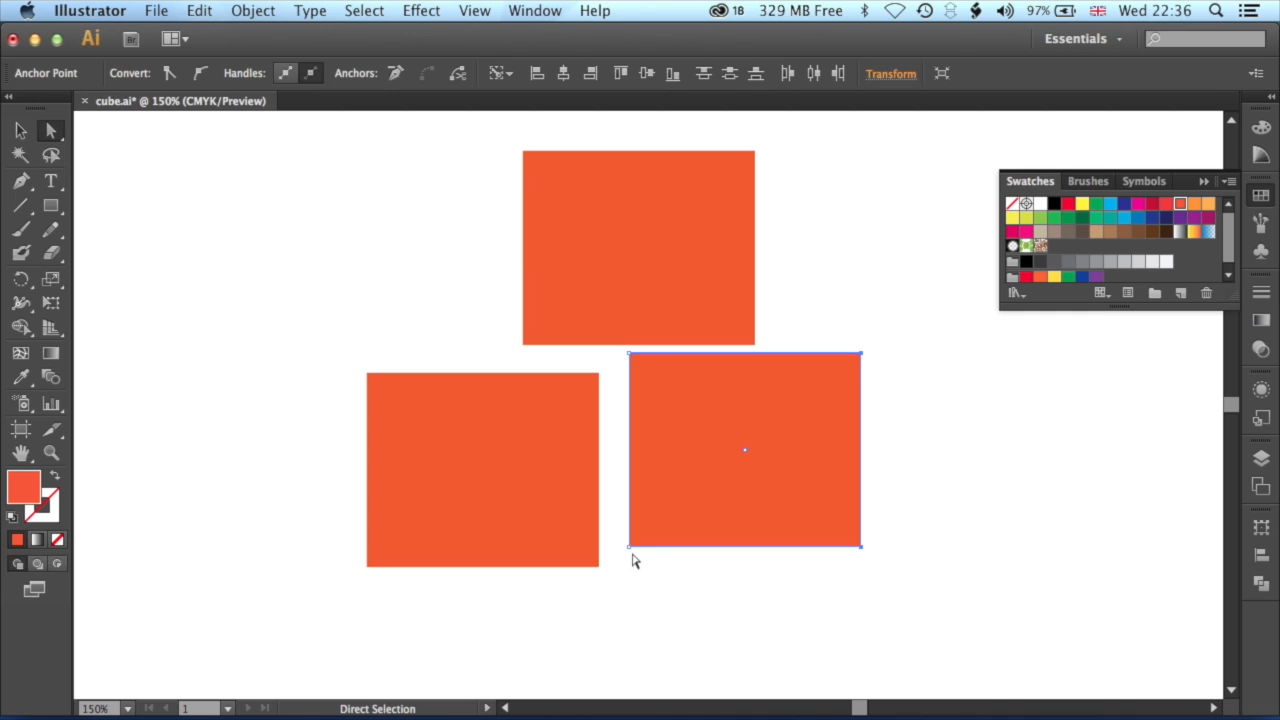 Illustrator File Edit Object Type Select Effect View Window Help 18 329 MB Free 97% Wed 22:36
Ai Br Essentials
Anchor Point Convert: Handles: Anchors: Transform
× cube.ai* @ 150% (CMYK/Preview)
Swatches Brushes Symbols
T
150% 1 Direct Selection